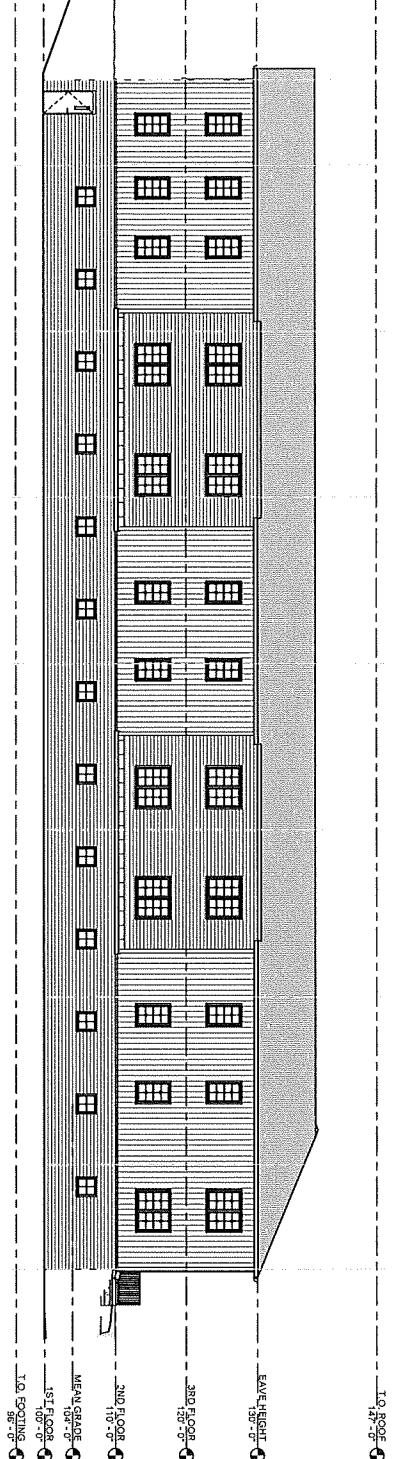 T.O. ROOF
147'-0"
EAVE HEIGHT
130'-0"
3RD FLOOR
120'-0"
2ND FLOOR
110'-0"
MEAN GRADE
104'-0"
1ST FLOOR
100'-0"
T.O. FOOTING
96'-0"